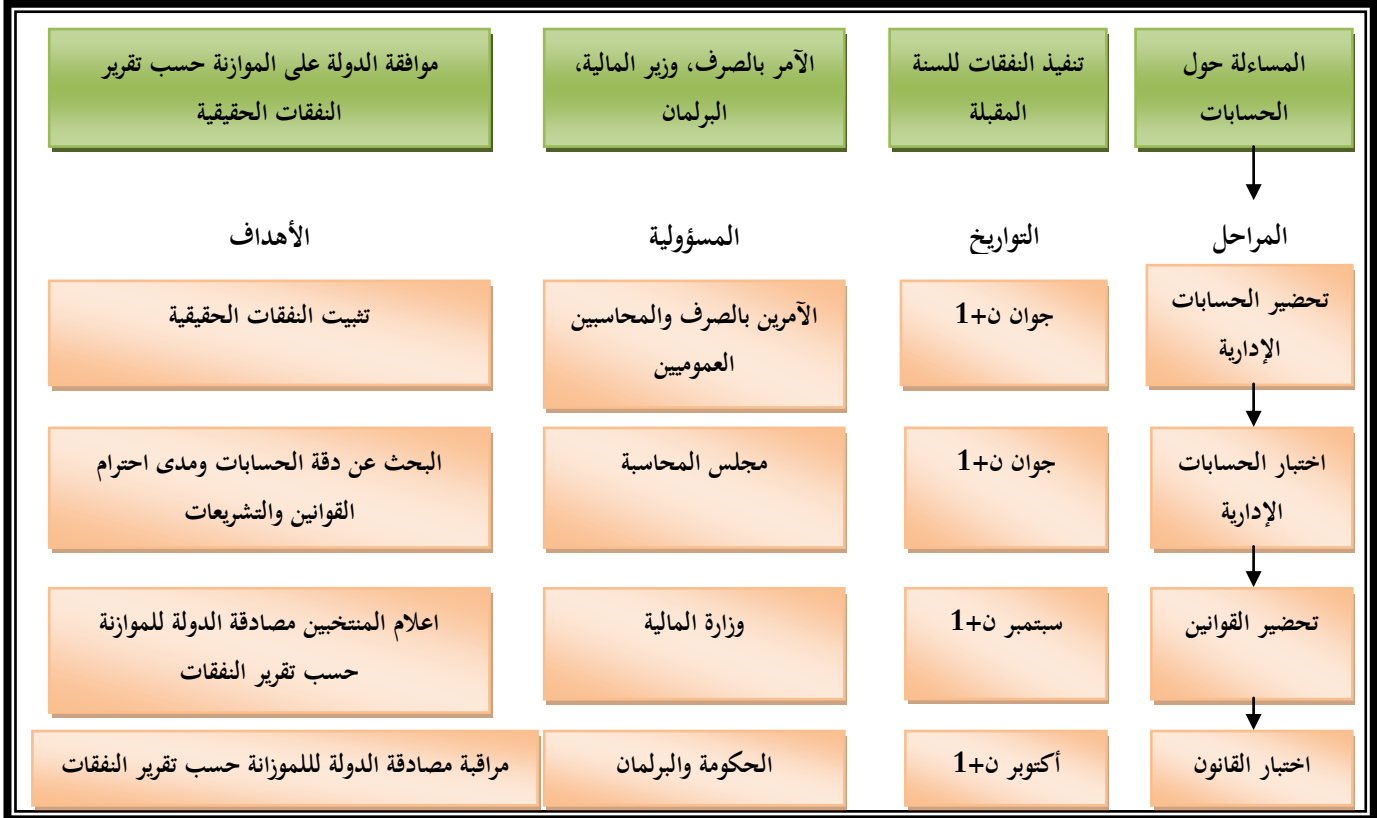 المساءلة حول
الحسابات
تنفيذ النفقات للسنة
المقبلة
الآمر بالصرف، وزير المالية،
البرلمان
موافقة الدولة على الموازنة حسب تقرير
النفقات الحقيقية
المراحل
التواريخ
المسؤولية
الأهداف
تحضير الحسابات
الإدارية
جوان ن+1
الآمرين بالصرف والمحاسبين
العموميين
تثبيت النفقات الحقيقية
اختبار الحسابات
الإدارية
جوان ن+1
مجلس المحاسبة
البحث عن دقة الحسابات ومدى احترام
القوانين والتشريعات
تحضير القوانين
سبتمبر ن+1
وزارة المالية
اعلام المنتخبين مصادقة الدولة للموازنة
حسب تقرير النفقات
اختبار القانون
أكتوبر ن+1
الحكومة والبرلمان
مراقبة مصادقة الدولة لللموزانة حسب تقرير النفقات